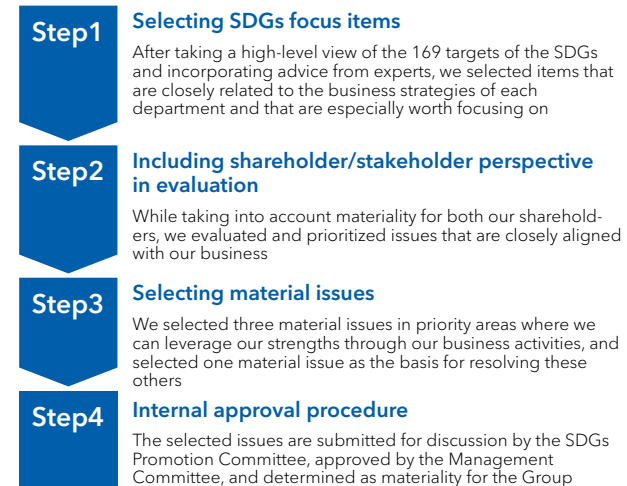 Step1
Selecting SDGs focus items
After taking a high-level view of the 169 targets of the SDGs
and incorporating advice from experts, we selected items that
are closely related to the business strategies of each
department and that are especially worth focusing on
Step2
Including shareholder/stakeholder perspective
in evaluation
While taking into account materiality for both our sharehold-
ers, we evaluated and prioritized issues that are closely aligned
with our business
Step3
Selecting material issues
We selected three material issues in priority areas where we
can leverage our strengths through our business activities, and
selected one material issue as the basis for resolving these
others
Step4
Internal approval procedure
The selected issues are submitted for discussion by the SDGs
Promotion Committee, approved by the Management
Committee, and determined as materiality for the Group